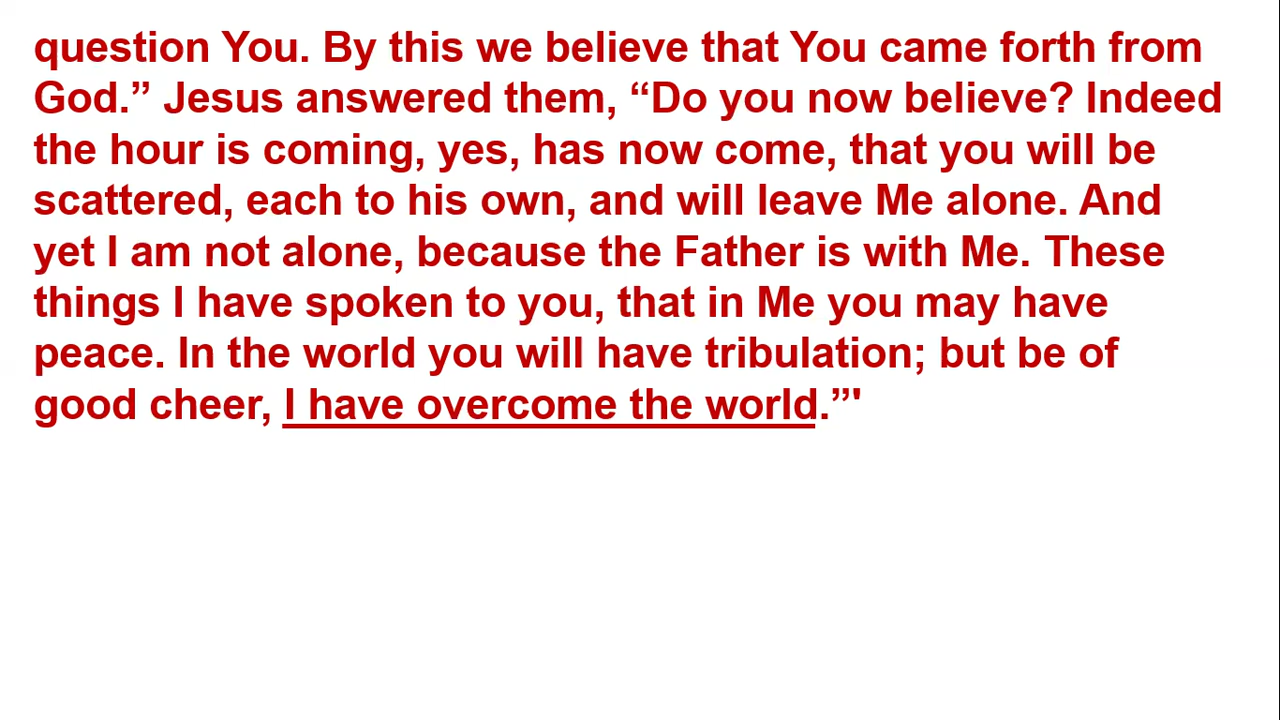 question You. By this we believe that You came forth from
God.” Jesus answered them, “Do you now believe? Indeed
the hour is coming, yes, has now come, that you will be
scattered, each to his own, and will leave Me alone. And
yet I am not alone, because the Father is with Me. These
things I have spoken to you, that in Me you may have
peace. In the world you will have tribulation; but be of
good cheer, I have overcome the world.”'